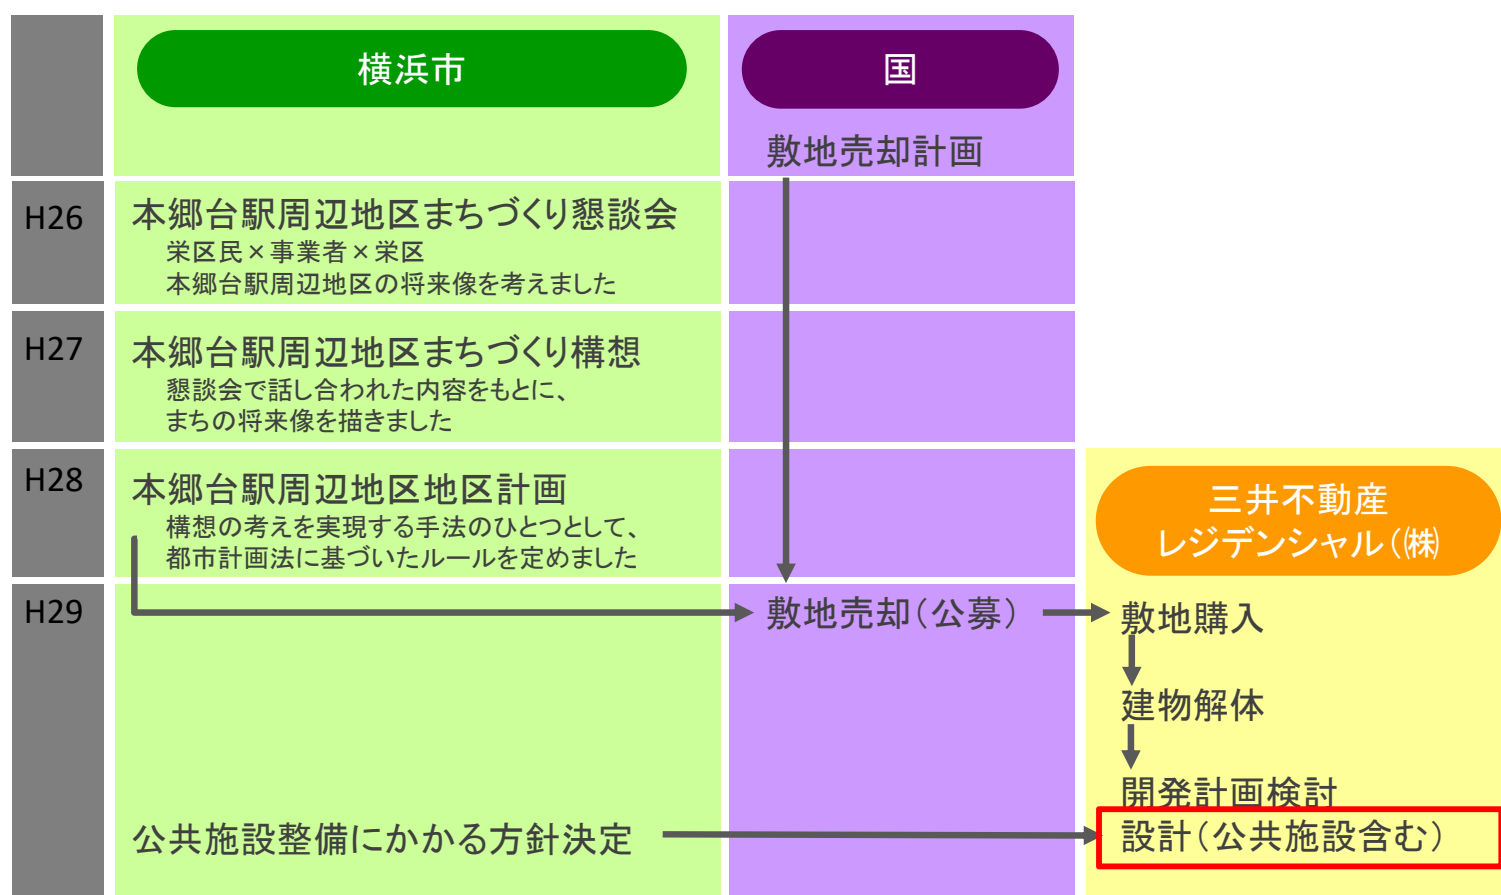 横浜市
国
敷地売却計画
H26
本郷台駅周辺地区まちづくり懇談会
栄区民×事業者×栄区
本郷台駅周辺地区の将来像を考えました
H27
本郷台駅周辺地区まちづくり構想
懇談会で話し合われた内容をもとに、
まちの将来像を描きました
H28
本郷台駅周辺地区地区計画
構想の考えを実現する手法のひとつとして、
都市計画法に基づいたルールを定めました
三井不動産
レジデンシャル(㈱
H29
敷地売却(公募)
敷地購入
建物解体
開発計画検討
公共施設整備にかかる方針決定
設計(公共施設含む)